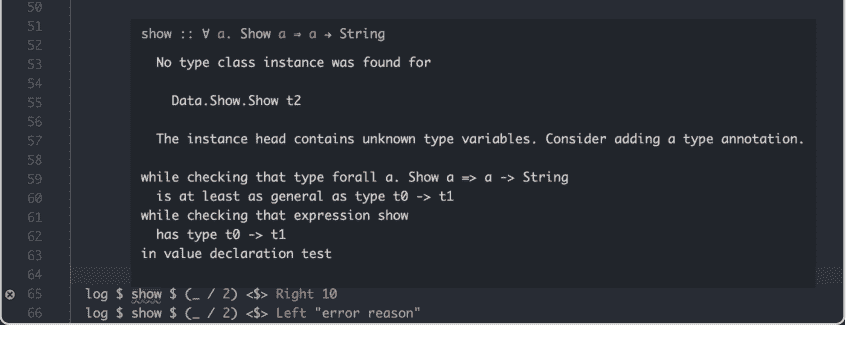 50
51
show :: ∀ a. Show a ⇒ a → String
52
53
No type class instance was found for
54
55
Data.Show.Show t2
56
57
The instance head contains unknown type variables. Consider adding a type annotation.
58
59
while checking that type forall a. Show a => a -> String
60
is at least as general as type t0 -> t1
61
while checking that expression show
62
has type t0 -> t1
63
in value declaration test
64
65 log $ show $ (_ / 2) <$> Right 10
66 log $ show $ (_ / 2) <$> Left "error reason"